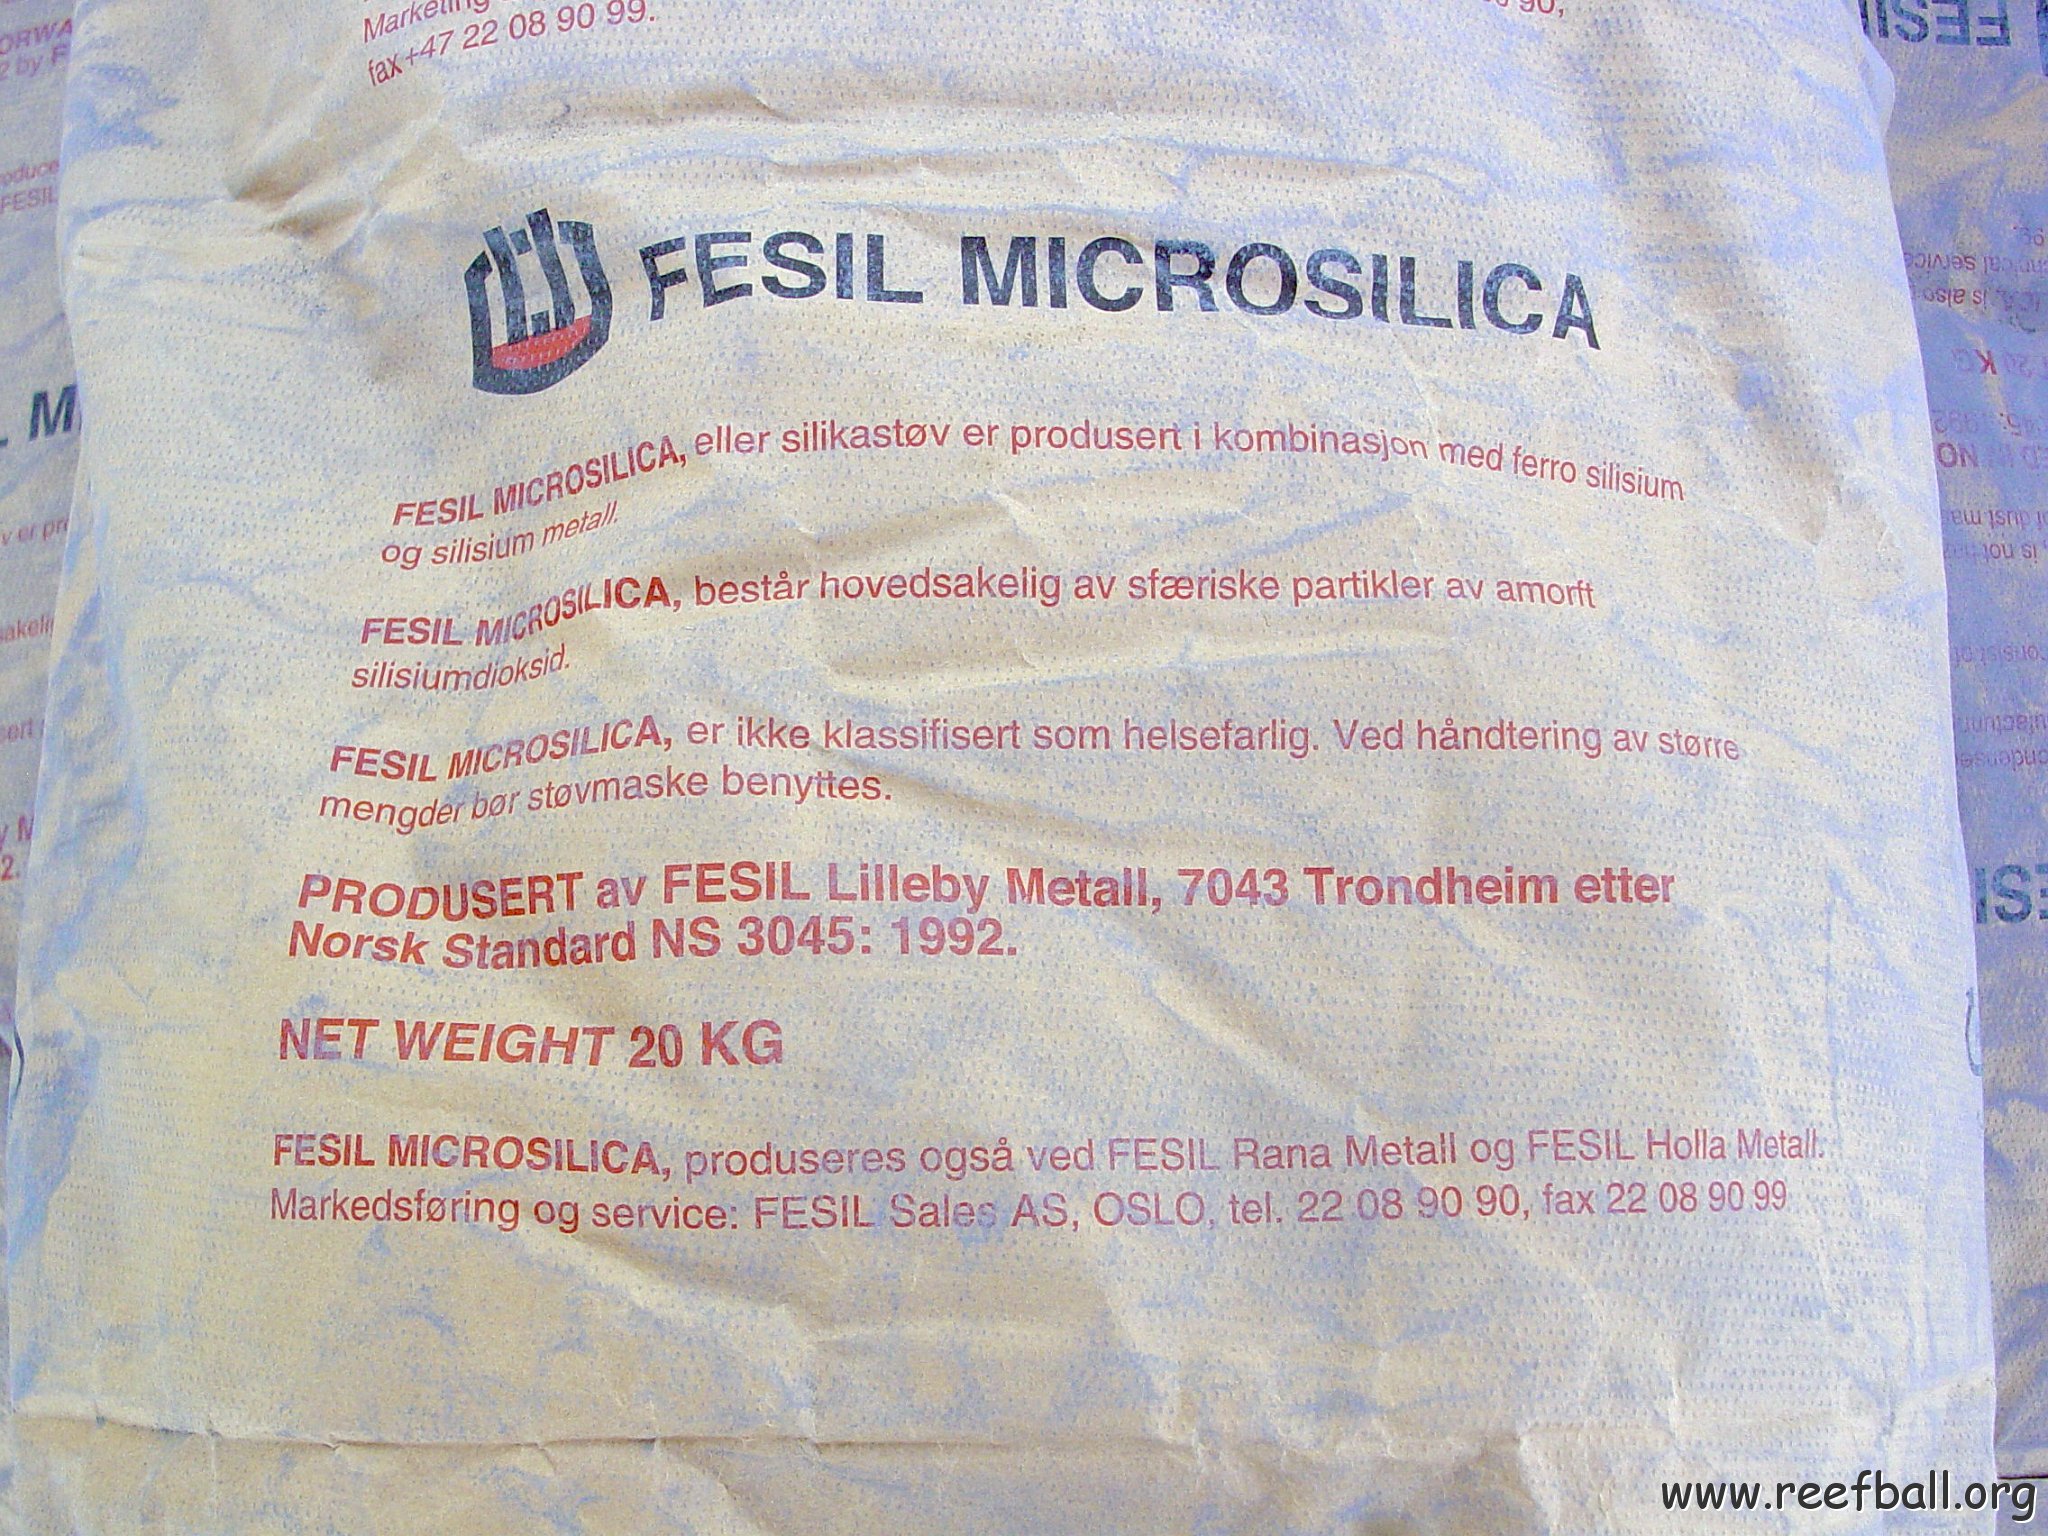 Marketing
90,
fax +47 22 08 90 99.
FESIL MICROSILICA
FESIL MICROSILICA, eller silikastøv er produsert i kombinasjon med ferro silisium
og silisium metall.
FESIL MICROSILICA, består hovedsakelig av sfæriske partikler av amorft
silisiumdioksid.
FESIL MICROSILICA, er ikke klassifisert som helsefarlig. Ved håndtering av større
mengder bør støvmaske benyttes.
PRODUSERT av FESIL Lilleby Metall, 7043 Trondheim etter
Norsk Standard NS 3045: 1992.
NET WEIGHT 20 KG
FESIL MICROSILICA, produseres også ved FESIL Rana Metall og FESIL Holla Metall.
Markedsføring og service: FESIL Sales AS, OSLO, tel. 22 08 90 90, fax 22 08 90 99
www.reefball.org